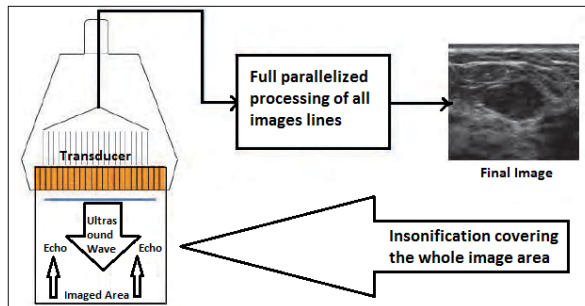 Full parallelized
processing of all
images lines
Transducer
Final Image
Ultras
ound
Wave
Echo
Echo
Insonification covering
the whole image area
Imaged Area